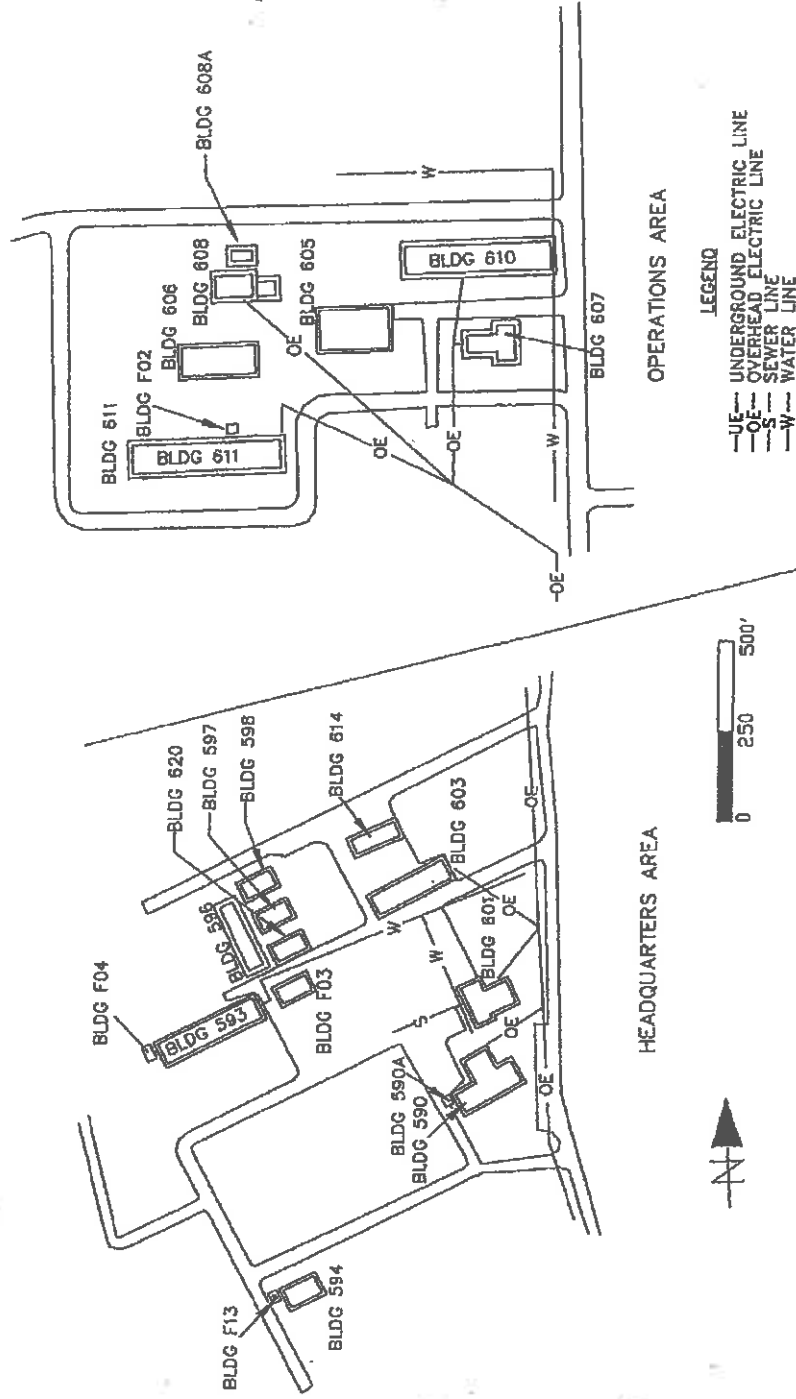 BLDG F04
BLDG 593
BLDG 620
BLDG 597
BLDG 598
BLDG 596
BLDG F03
BLDG 614
BLDG 603
W
W
S
BLDG 601
OE
OE
OE
OE
BLDG 590A
BLDG 590
BLDG F13
BLDG 594
HEADQUARTERS AREA
N
0 250 500'
BLDG 611
BLDG F02
BLDG 611
BLDG 606
BLDG 608
BLDG 608A
BLDG 605
OE
OE
OE
OE
BLDG 610
BLDG 607
W
W
OPERATIONS AREA
LEGEND
—UE— UNDERGROUND ELECTRIC LINE
—OE— OVERHEAD ELECTRIC LINE
—S— SEWER LINE
—W— WATER LINE